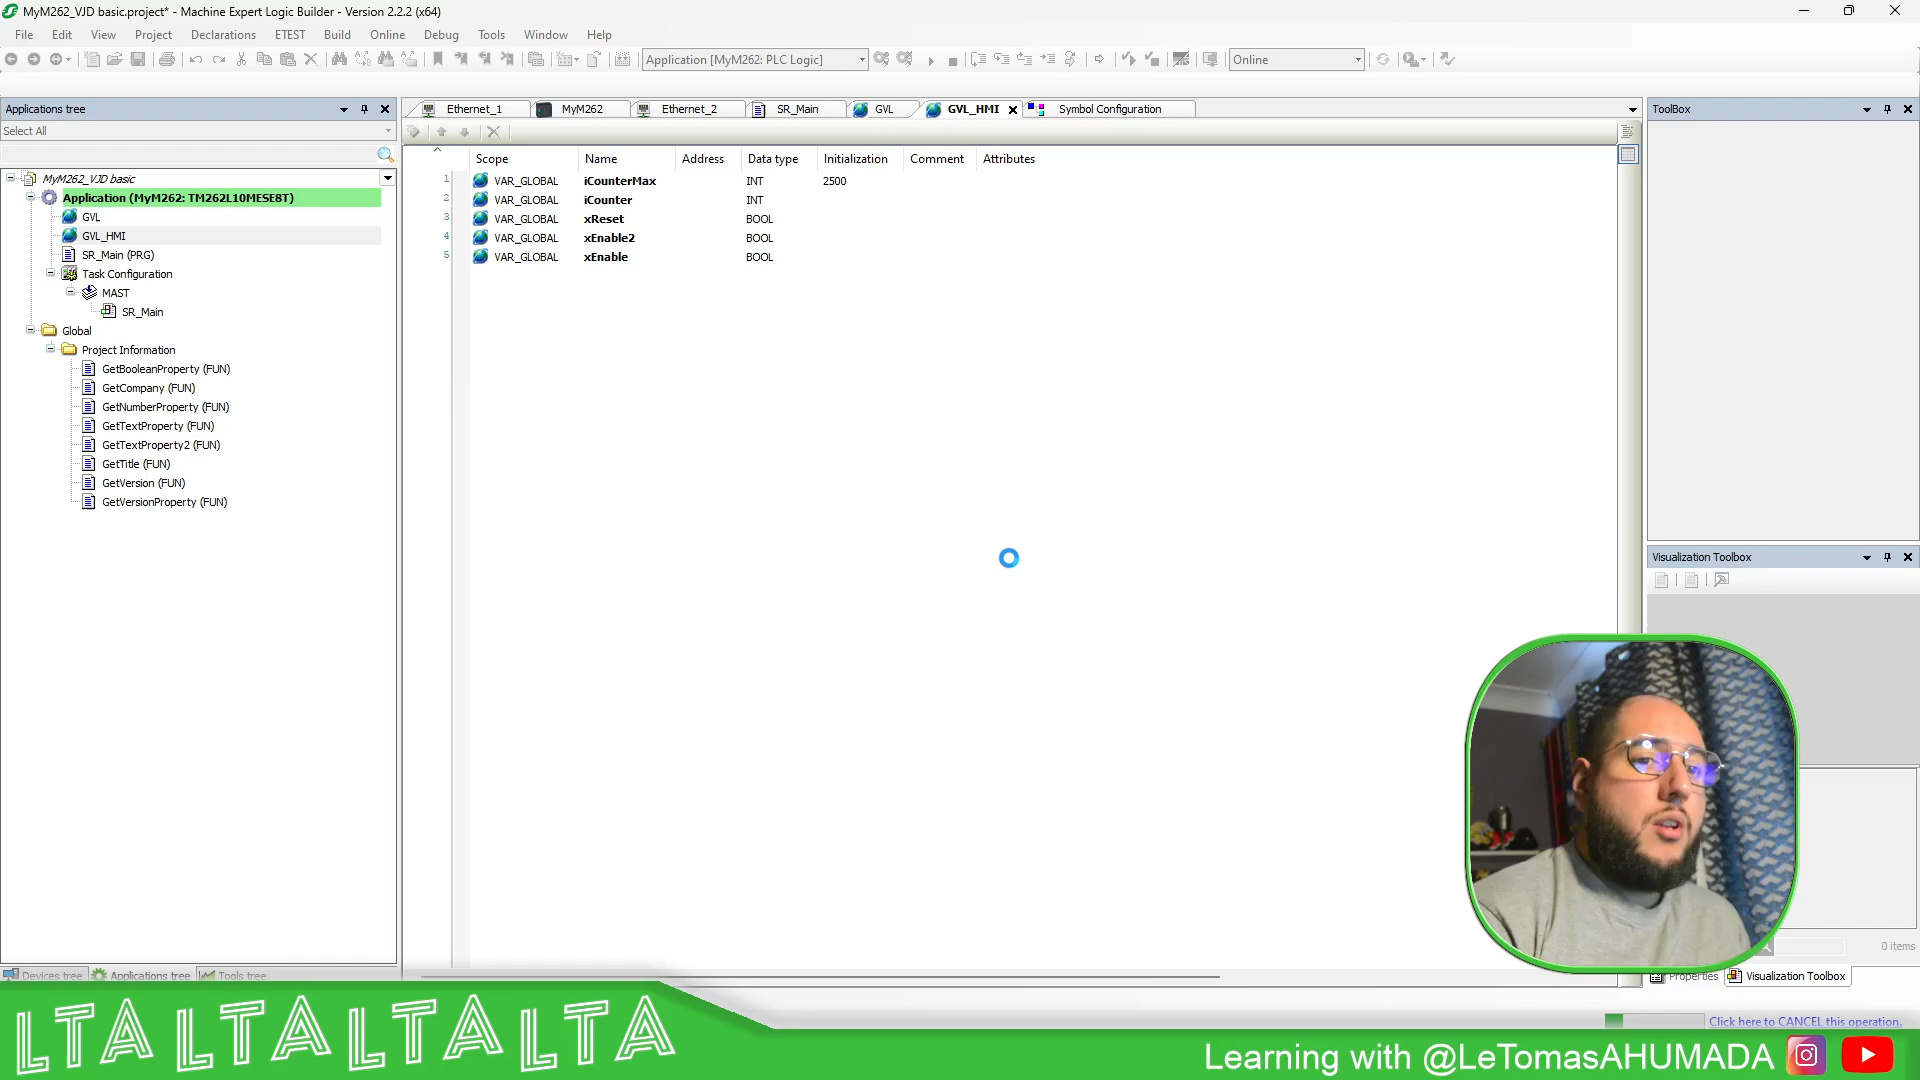 MyM262_VJD basic.project* - Machine Expert Logic Builder - Version 2.2.2 (x64)
File Edit View Project Declarations ETEST Build Online Debug Tools Window Help
Application [MyM262: PLC Logic] Online
Applications tree
Select All
MyM262_VJD basic
Application (MyM262: TM262L10MESE8T)
GVL
GVL_HMI
SR_Main (PRG)
Task Configuration
MAST
SR_Main
Global
Project Information
GetBooleanProperty (FUN)
GetCompany (FUN)
GetNumberProperty (FUN)
GetTextProperty (FUN)
GetTextProperty2 (FUN)
GetTitle (FUN)
GetVersion (FUN)
GetVersionProperty (FUN)
Devices tree Applications tree Tools tree
Ethernet_1 MyM262 Ethernet_2 SR_Main GVL GVL_HMI Symbol Configuration
Scope Name Address Data type Initialization Comment Attributes
1 VAR_GLOBAL iCounterMax INT 2500
2 VAR_GLOBAL iCounter INT
3 VAR_GLOBAL xReset BOOL
4 VAR_GLOBAL xEnable2 BOOL
5 VAR_GLOBAL xEnable BOOL
ToolBox
Visualization Toolbox
0 items
Properties Visualization Toolbox
Click here to CANCEL this operation.
LTALTALTALTA
Learning with @LeTomasAHUMADA